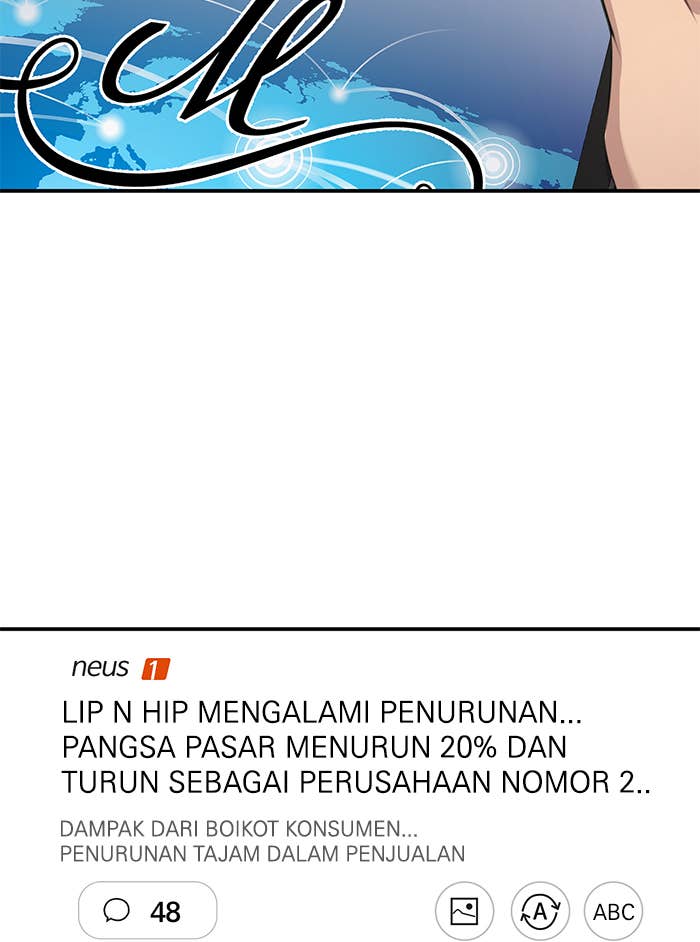 M
neus 1
LIP N HIP MENGALAMI PENURUNAN...
PANGSA PASAR MENURUN 20% DAN
TURUN SEBAGAI PERUSAHAAN NOMOR 2..
DAMPAK DARI BOIKOT KONSUMEN...
PENURUNAN TAJAM DALAM PENJUALAN
48
A
ABC